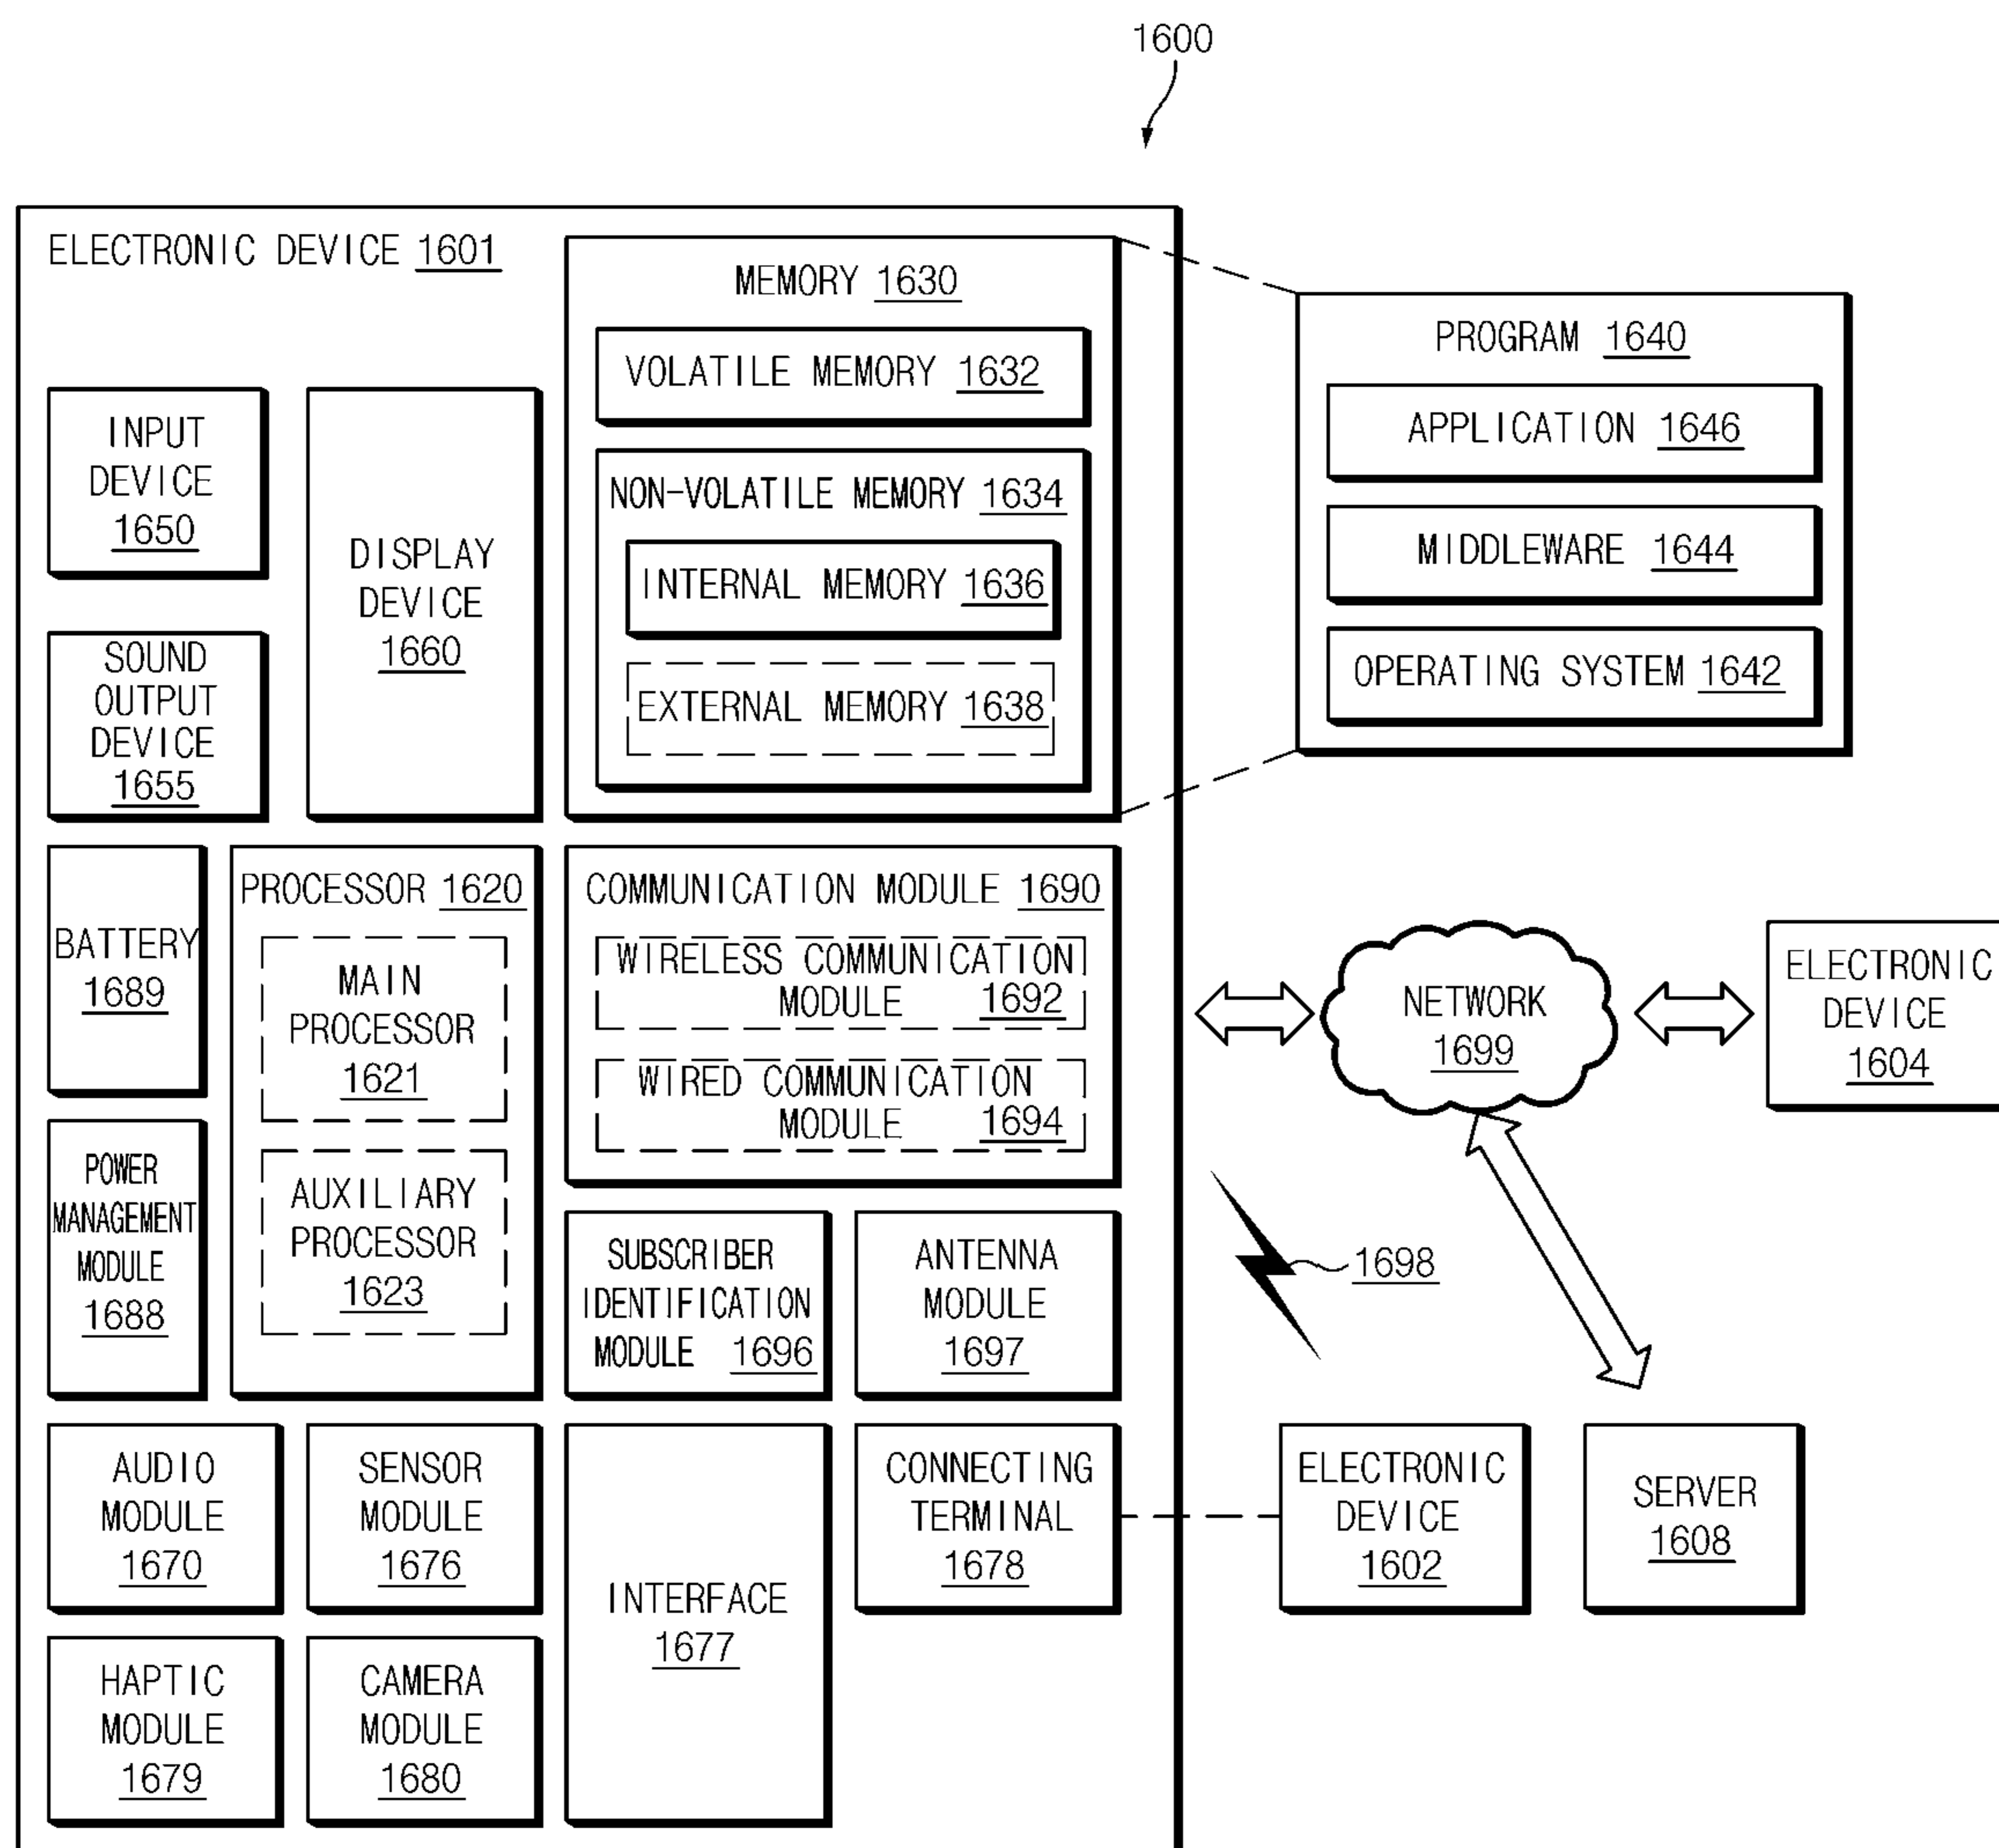 1600
ELECTRONIC DEVICE 1601
MEMORY 1630
VOLATILE MEMORY 1632
NON-VOLATILE MEMORY 1634
INTERNAL MEMORY 1636
EXTERNAL MEMORY 1638
PROGRAM 1640
APPLICATION 1646
MIDDLEWARE 1644
OPERATING SYSTEM 1642
INPUT
DEVICE
1650
DISPLAY
DEVICE
1660
SOUND
OUTPUT
DEVICE
1655
BATTERY
1689
PROCESSOR 1620
MAIN
PROCESSOR
1621
AUXILIARY
PROCESSOR
1623
COMMUNICATION MODULE 1690
WIRELESS COMMUNICATION
MODULE 1692
WIRED COMMUNICATION
MODULE 1694
NETWORK
1699
ELECTRONIC
DEVICE
1604
POWER
MANAGEMENT
MODULE
1688
SUBSCRIBER
IDENTIFICATION
MODULE 1696
ANTENNA
MODULE
1697
1698
AUDIO
MODULE
1670
SENSOR
MODULE
1676
INTERFACE
1677
CONNECTING
TERMINAL
1678
ELECTRONIC
DEVICE
1602
SERVER
1608
HAPTIC
MODULE
1679
CAMERA
MODULE
1680